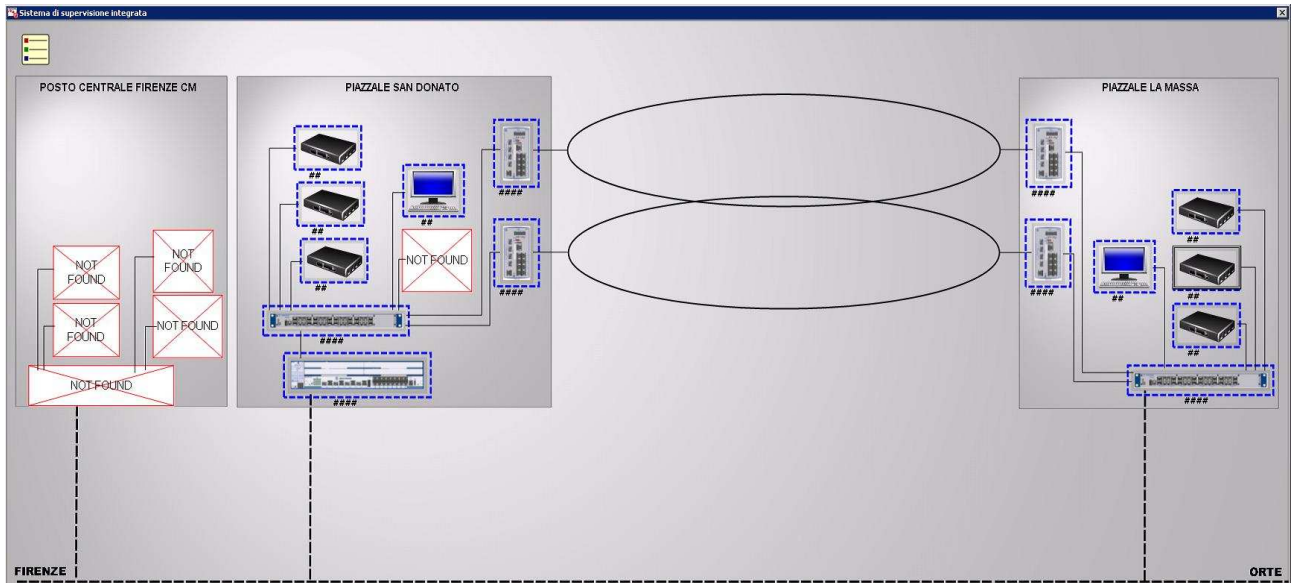 Sistema di supervisione integrata
POSTO CENTRALE FIRENZE CM
PIAZZALE SAN DONATO
PIAZZALE LA MASSA
##
##
##
##
####
####
####
####
NOT FOUND
NOT
FOUND
NOT
FOUND
NOT
FOUND
NOT FOUND
NOT FOUND
####
####
##
##
##
##
####
FIRENZE
ORTE